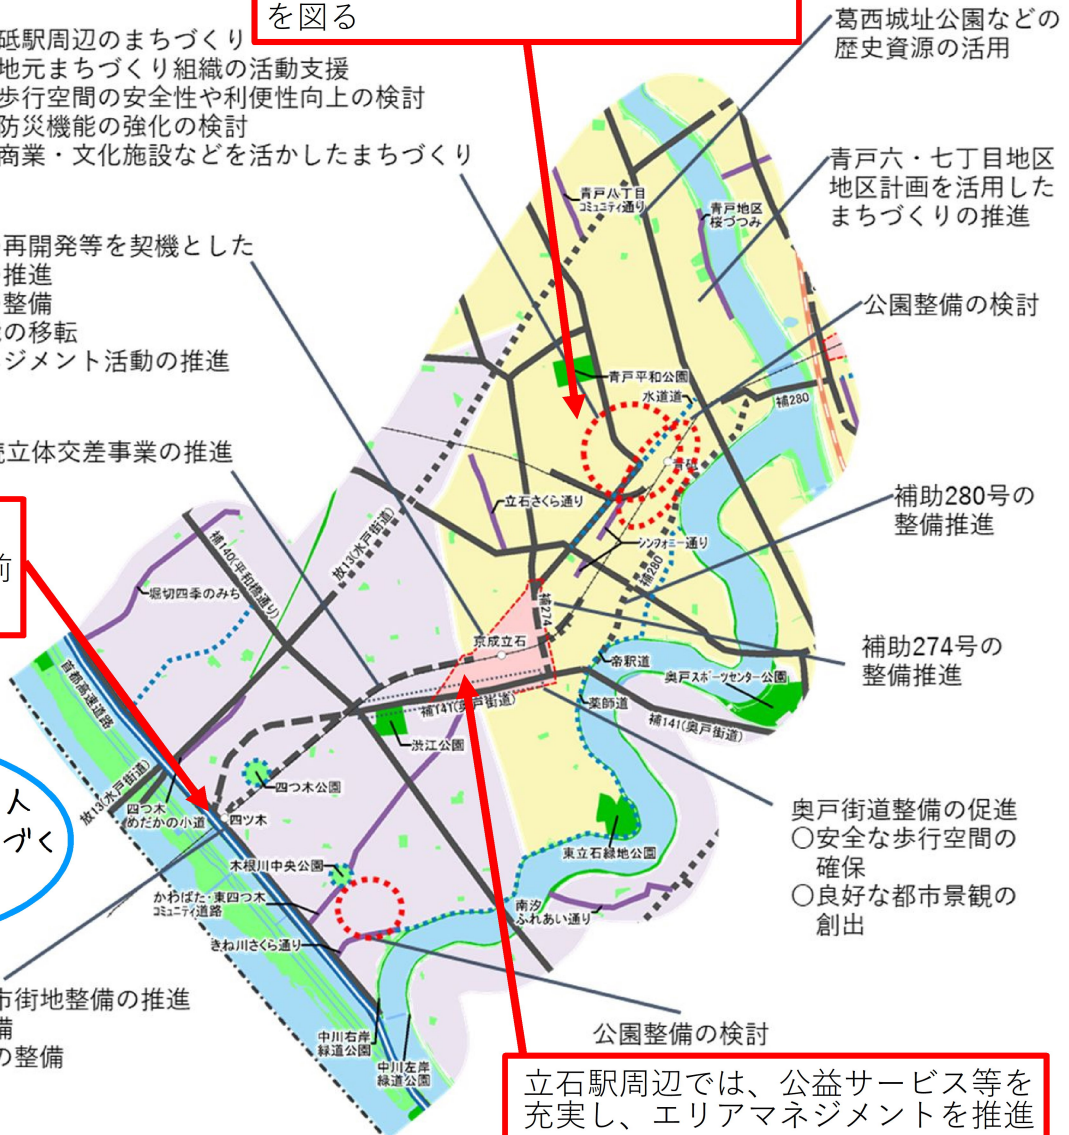 を図る
砥駅周辺のまちづくり
地元まちづくり組織の活動支援
歩行空間の安全性や利便性向上の検討
防災機能の強化の検討
商業・文化施設などを活かしたまちづくり
葛西城址公園などの
歴史資源の活用
青戸六・七丁目地区
地区計画を活用した
まちづくりの推進
再開発等を契機とした
推進
整備
の移転
ジメント活動の推進
公園整備の検討
立体交差事業の推進
補助280号の
整備推進
前
補助274号の
整備推進
人
づく
奥戸街道整備の促進
○安全な歩行空間の
確保
○良好な都市景観の
創出
市街地整備の推進
備
の整備
公園整備の検討
立石駅周辺では、公益サービス等を
充実し、エリアマネジメントを推進
青戸八丁目
コミュニティ通り
青戸地区
桜づつみ
青戸平和公園
水道道
補280
青砥
立石さくら通り
シンフォニー通り
放13(水戸街道)
補140(平和橋通り)
補280
堀切四季のみち
補274
京成立石
帝釈道
奥戸スポーツセンター公園
首都高速道路
薬師道
補141(奥戸街道)
補141(奥戸街道)
渋江公園
四つ木公園
放13(水戸街道)
四つ木
めだかの小道
四ツ木
東立石緑地公園
木根川中央公園
かわばた・東四つ木
コミュニティ道路
南汐
ふれあい通り
きね川さくら通り
中川右岸
緑道公園
中川左岸
緑道公園